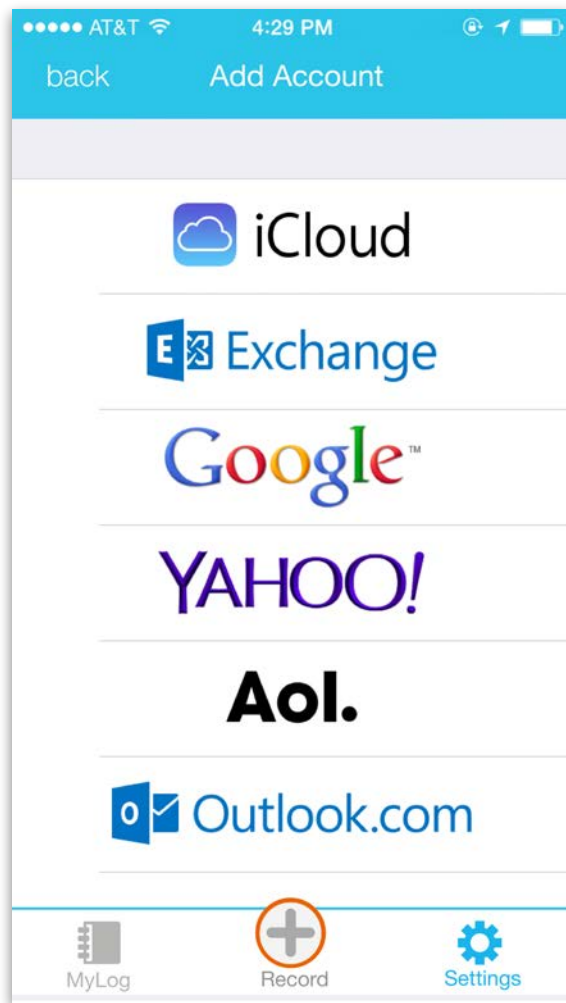 AT&T 4:29 PM
back Add Account
iCloud
E Exchange
Google™
YAHOO!
Aol.
o Outlook.com
MyLog Record Settings